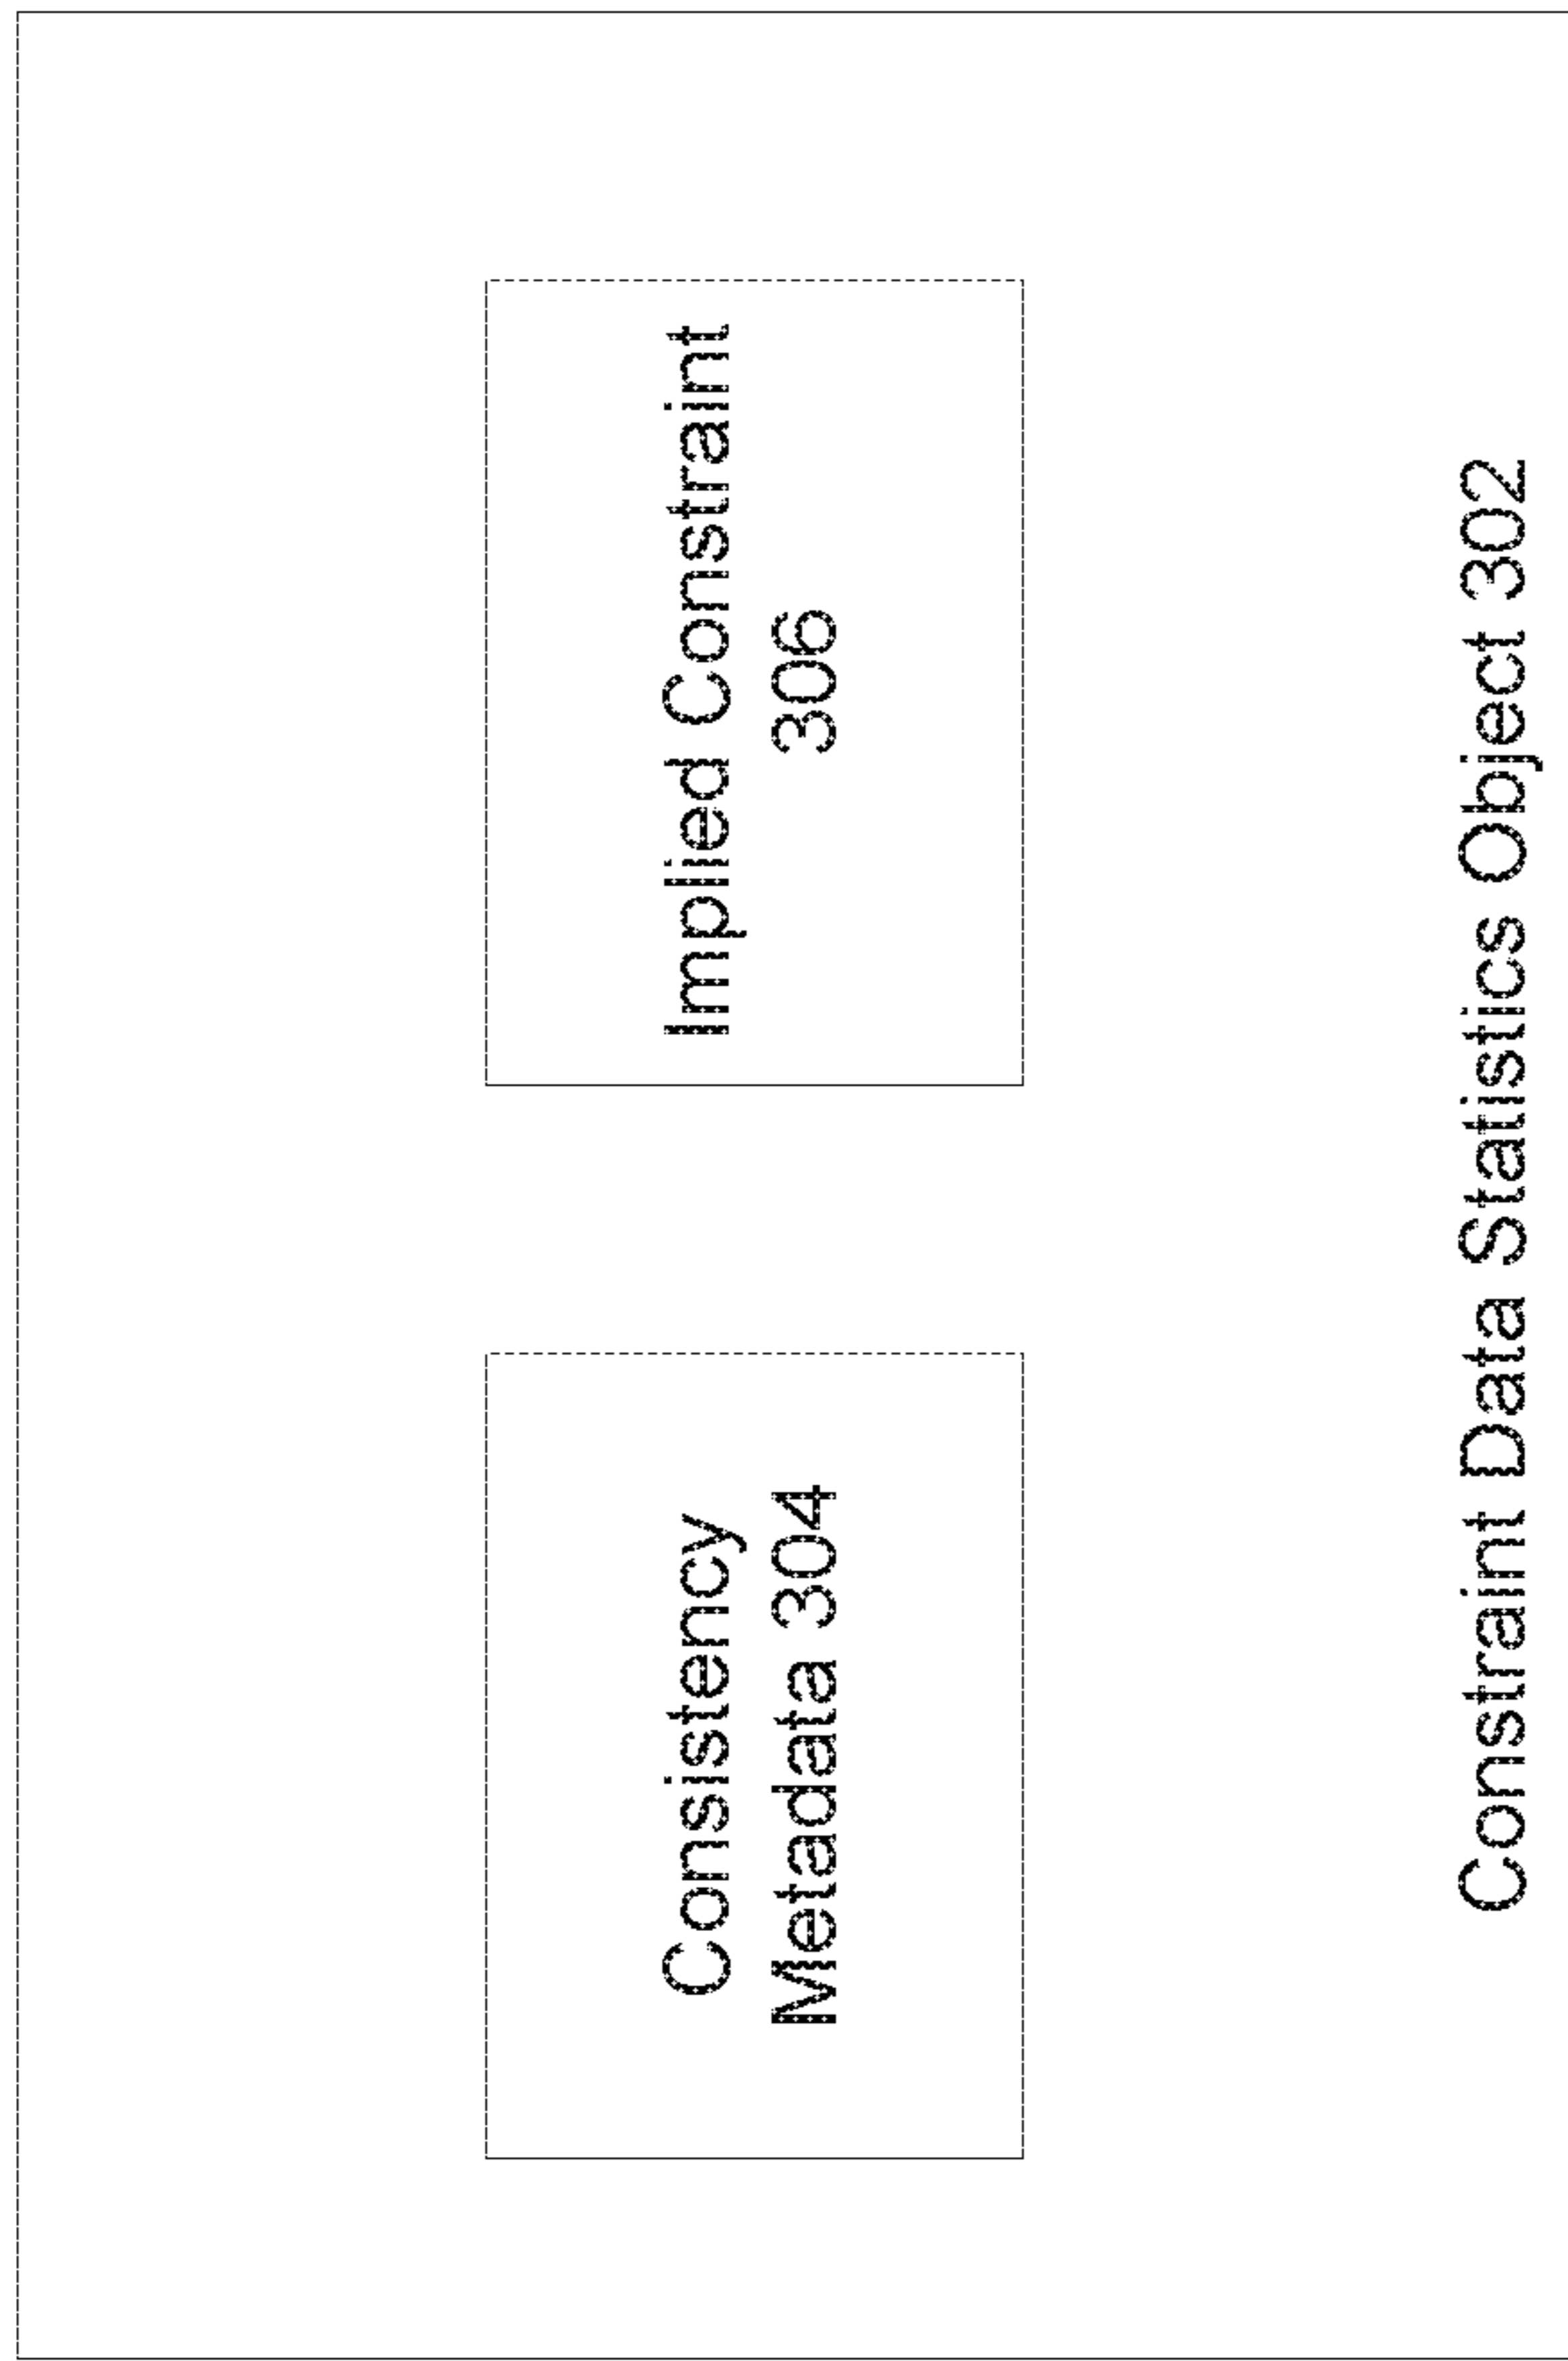 Consistency
Metadata 304
Implied Constraint
306
Constraint Data Statistics Object 302